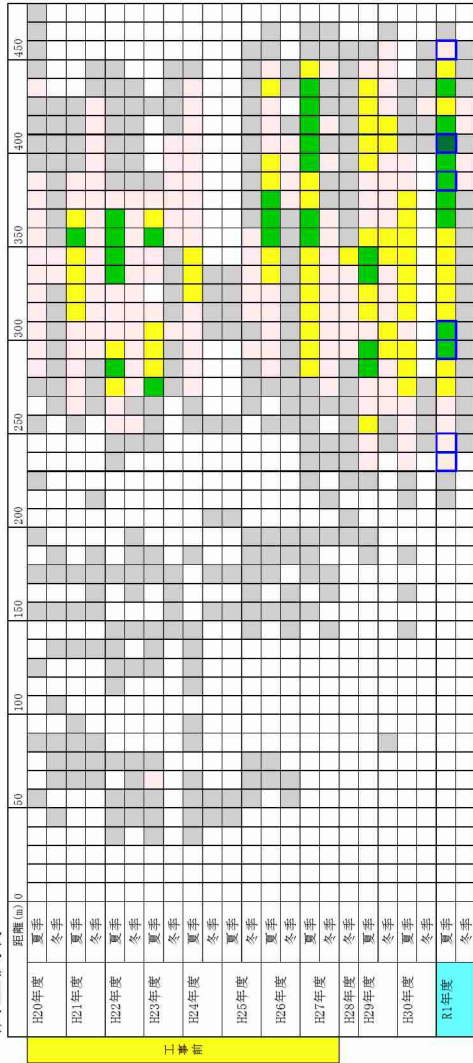 距離(m) 0 50 100 150 200 250 300 350 400 450
工事前
H20年度 夏季
冬季
H21年度 夏季
冬季
H22年度 夏季
冬季
H23年度 夏季
冬季
H24年度 夏季
冬季
H25年度 夏季
冬季
H26年度 夏季
冬季
H27年度 夏季
冬季
H28年度 冬季
H29年度 夏季
冬季
H30年度 夏季
冬季
R1年度 夏季
冬季